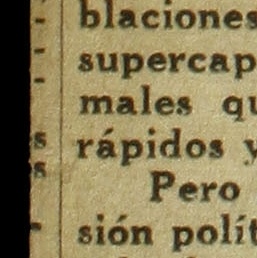 blaciones
supercap
males qu
rápidos y
Pero
sión polít